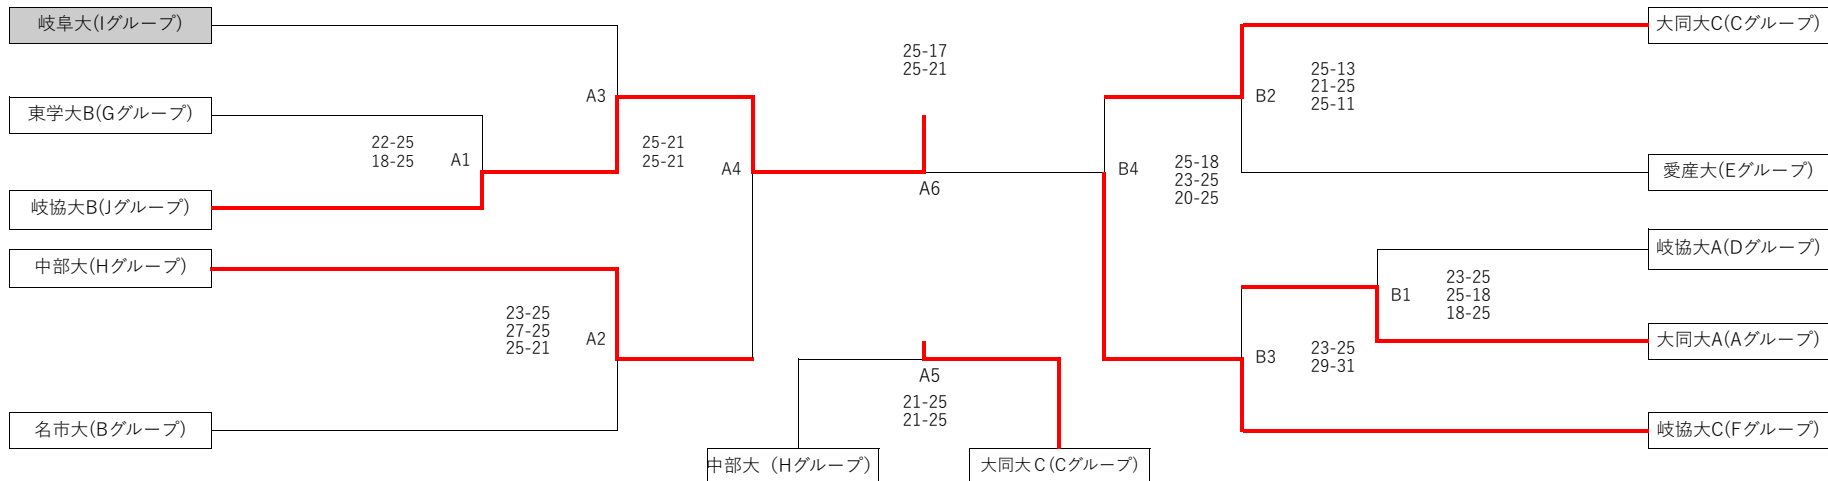 岐阜大(Iグループ)
東学大B(Gグループ)
岐協大B(Jグループ)
中部大(Hグループ)
名市大(Bグループ)
22-25
18-25
A1
A3
23-25
27-25
25-21
A2
25-21
25-21
A4
25-17
25-21
A6
A5
21-25
21-25
中部大（Hグループ）
大同大Ｃ(Cグループ)
B4
25-18
23-25
20-25
B2
25-13
21-25
25-11
B3
23-25
29-31
B1
23-25
25-18
18-25
大同大C(Cグループ)
愛産大(Eグループ)
岐協大A(Dグループ)
大同大A(Aグループ)
岐協大C(Fグループ)